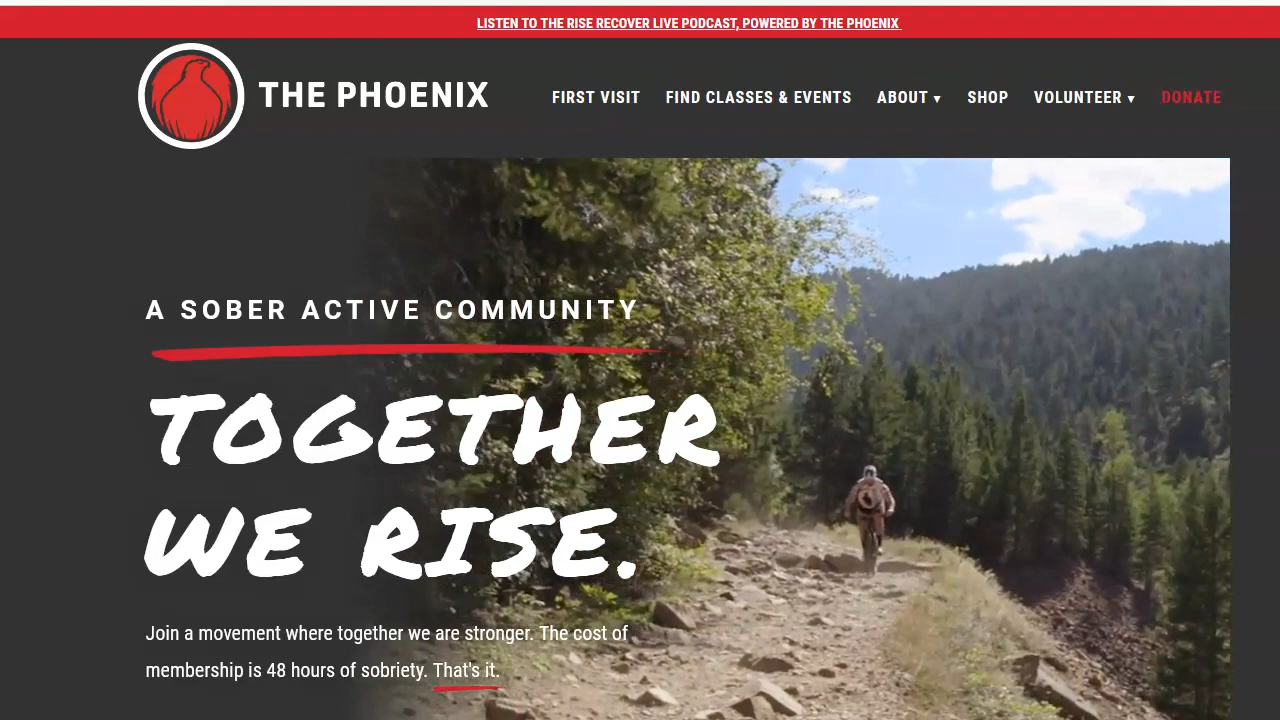 LISTEN TO THE RISE RECOVER LIVE PODCAST, POWERED BY THE PHOENIX
THE PHOENIX
FIRST VISIT FIND CLASSES & EVENTS ABOUT ▾ SHOP VOLUNTEER ▾ DONATE
A SOBER ACTIVE COMMUNITY
TOGETHER
WE RISE.
Join a movement where together we are stronger. The cost of
membership is 48 hours of sobriety. That's it.